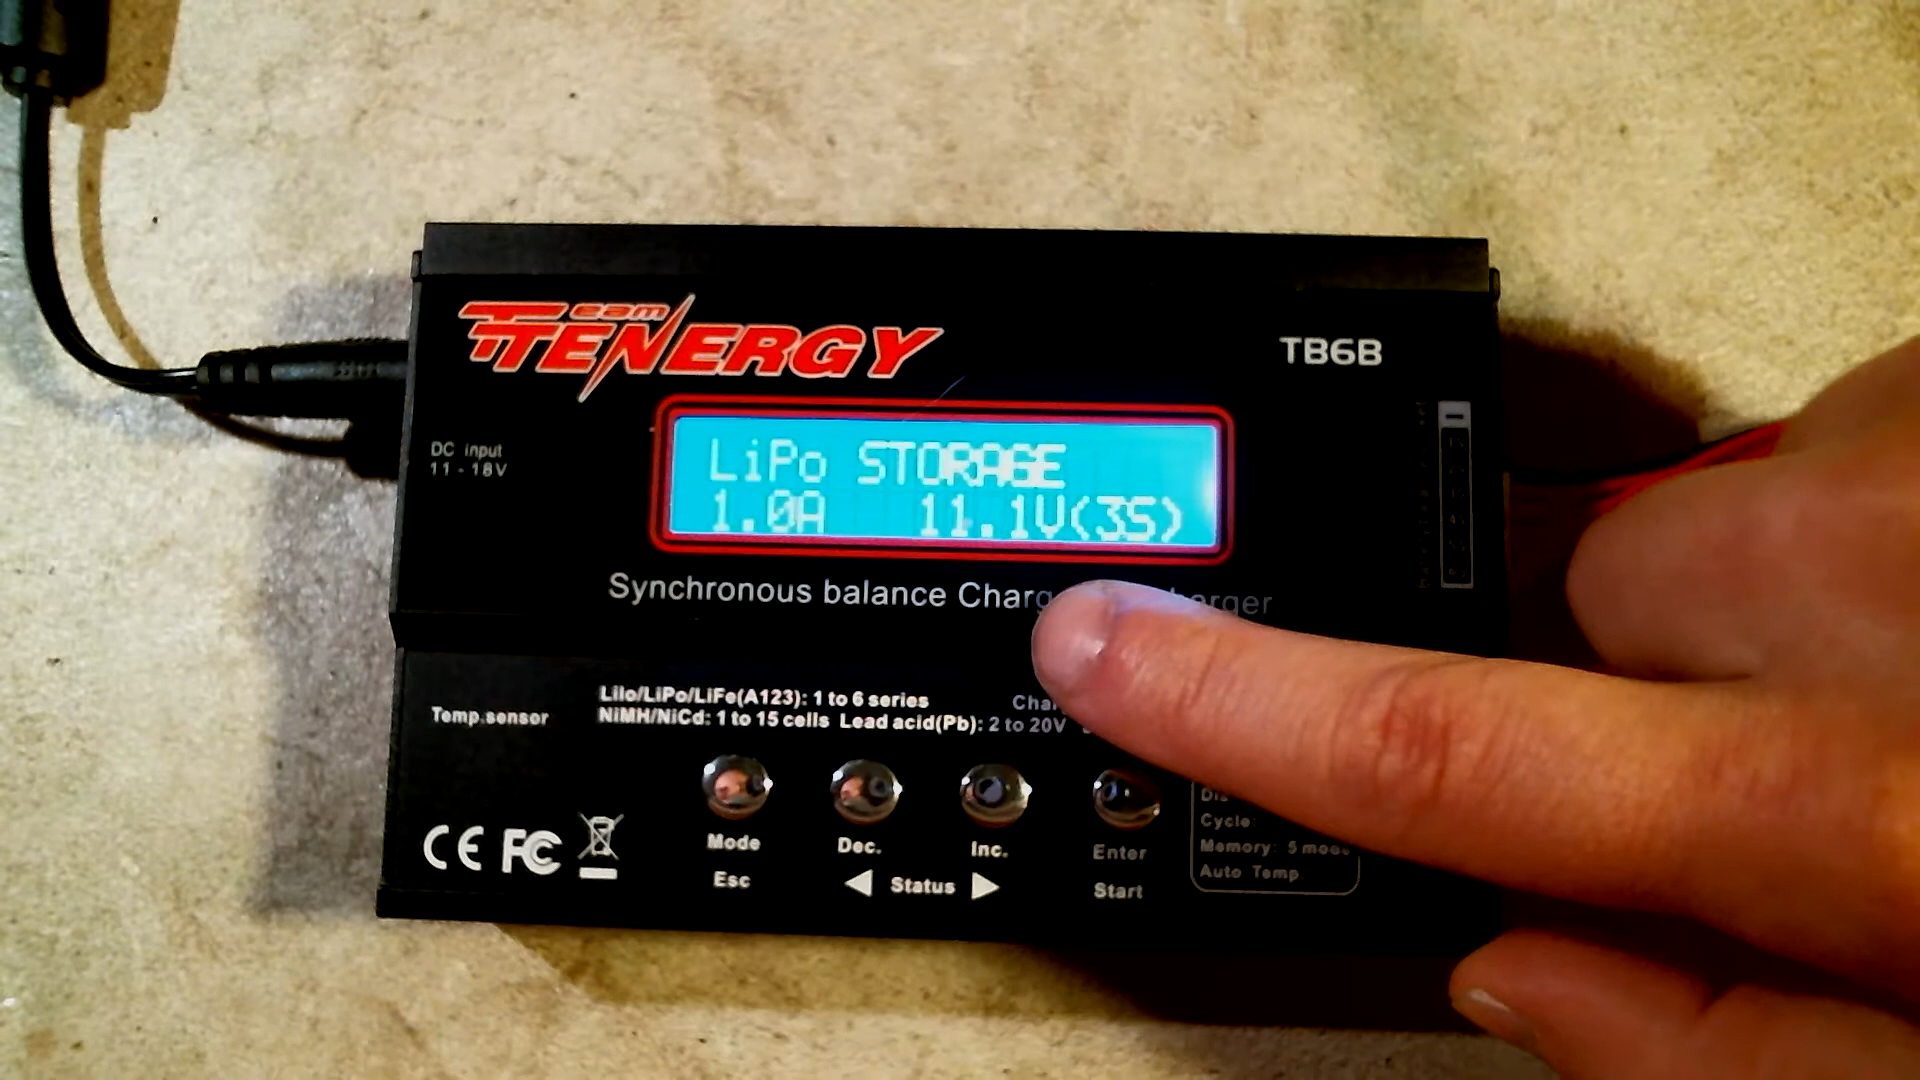 Team TENERGY
TB6B
DC input
11 - 18V
LiPo STORAGE
1.0A 11.1V(3S)
Synchronous balance
Temp.sensor
LiIo/LiPo/LiFe(A123): 1 to 6 series
NiMH/NiCd: 1 to 15 cells Lead acid(Pb): 2 to 20V
Cycle:
Memory: 5
Auto Temp
Mode
Dec.
Inc.
Enter
Esc
◀ Status ▶
Start
CE FC